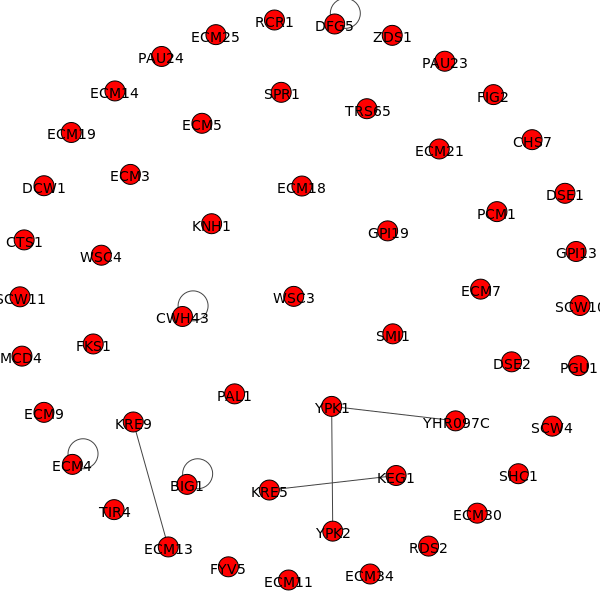 RCR1
DFG5
ECM25
ZDS1
PAU24
PAU23
ECM14
SPR1
FIG2
TRS65
ECM19
ECM5
CHS7
ECM21
DCW1
ECM3
ECM18
DSE1
PCM1
CTS1
KNH1
GPI19
WSC4
GPI13
SCW11
WSC3
ECM7
SCW10
CWH43
SMI1
MCD4
FKS1
DSE2
PGU1
PAL1
ECM9
YPK1
KRE9
YHR097C
SCW4
ECM4
BIG1
KRE5
KEG1
SHC1
TIR4
ECM30
ECM13
YPK2
RDS2
FYV5
ECM11
ECM34